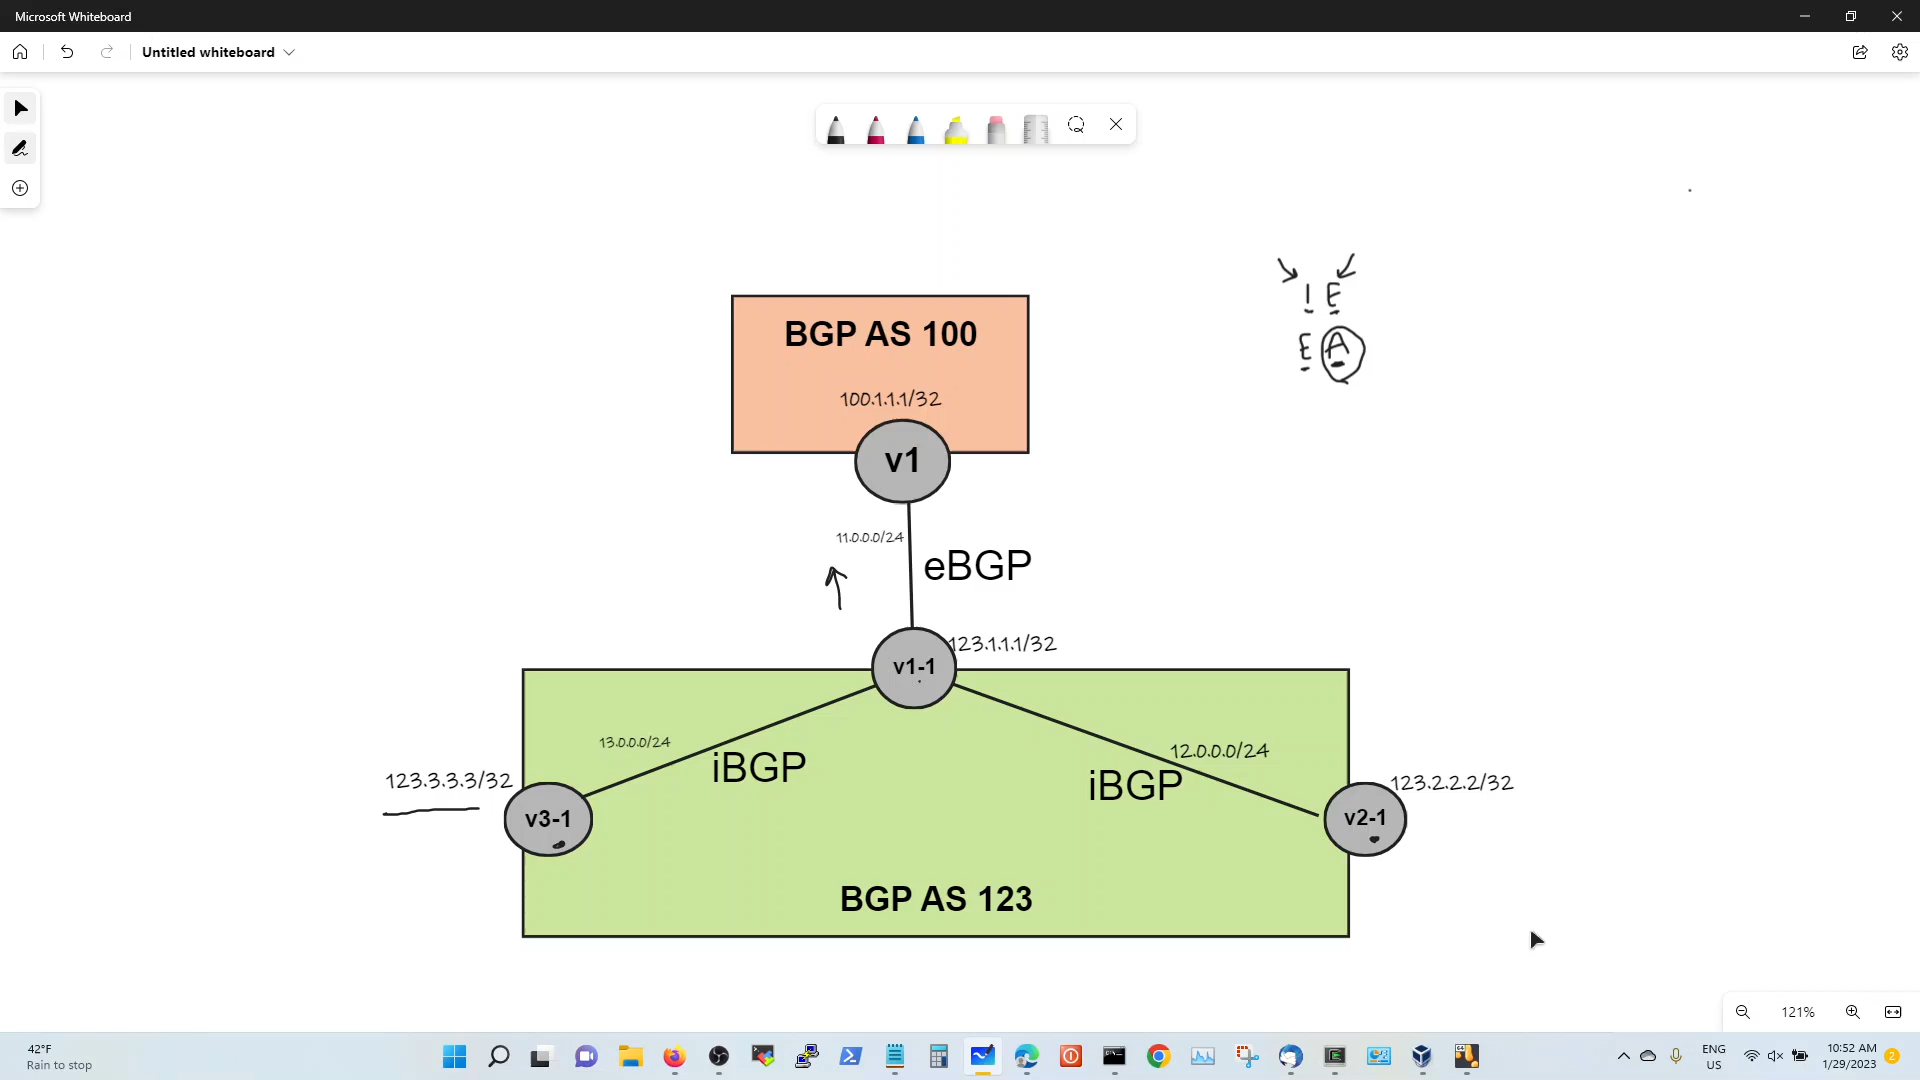 Microsoft Whiteboard
Untitled whiteboard
I E
E A
BGP AS 100
100.1.1.1/32
v1
11.0.0.0/24
eBGP
123.1.1.1/32
v1-1
13.0.0.0/24
iBGP
12.0.0.0/24
iBGP
123.3.3.3/32
123.2.2.2/32
v3-1
v2-1
BGP AS 123
121%
42°F
Rain to stop
ENG
US
10:52 AM
1/29/2023
2